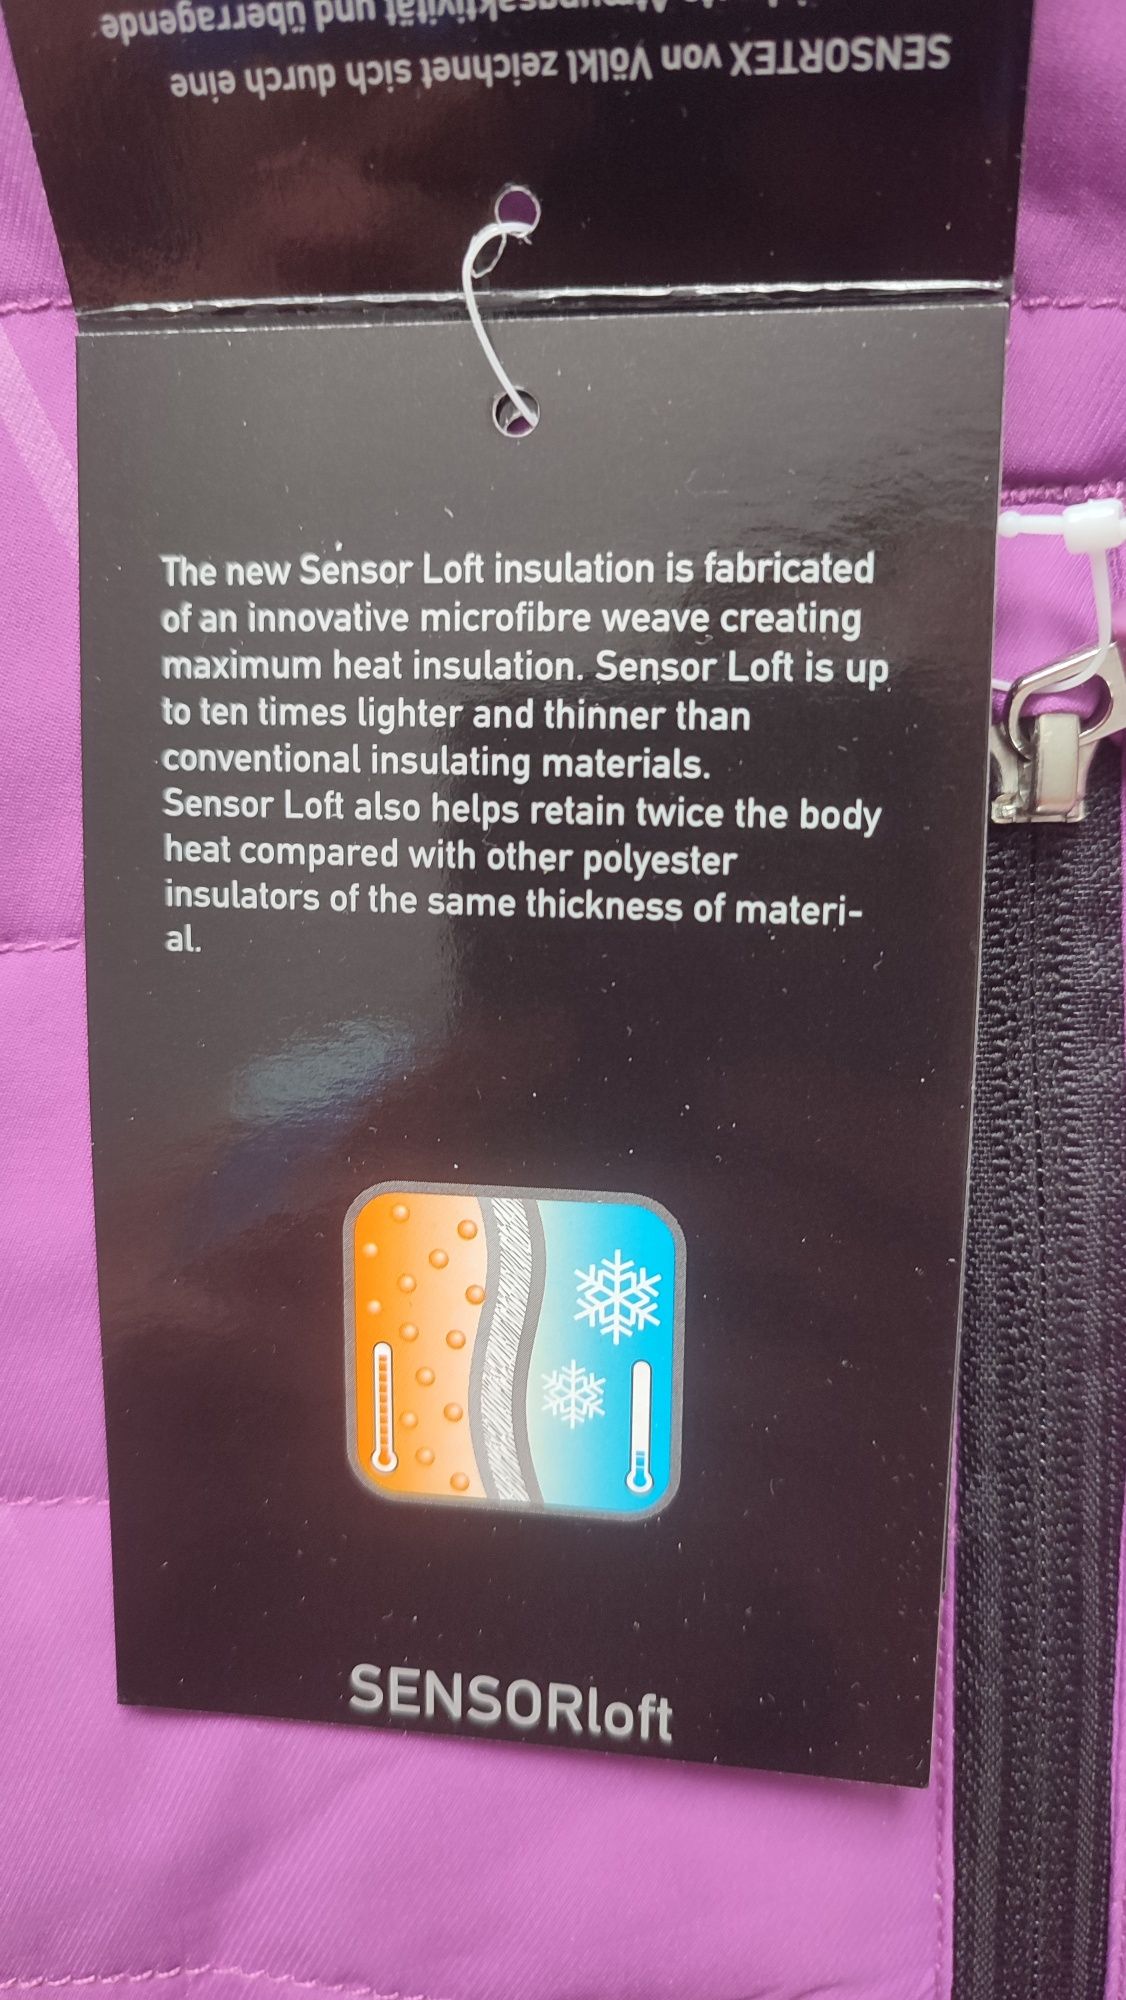 SENSORTEX von Völkl zeichnet sich durch eine
und überragende
The new Sensor Loft insulation is fabricated
of an innovative microfibre weave creating
maximum heat insulation. Sensor Loft is up
to ten times lighter and thinner than
conventional insulating materials.
Sensor Loft also helps retain twice the body
heat compared with other polyester
insulators of the same thickness of materi-
al.
SENSORloft